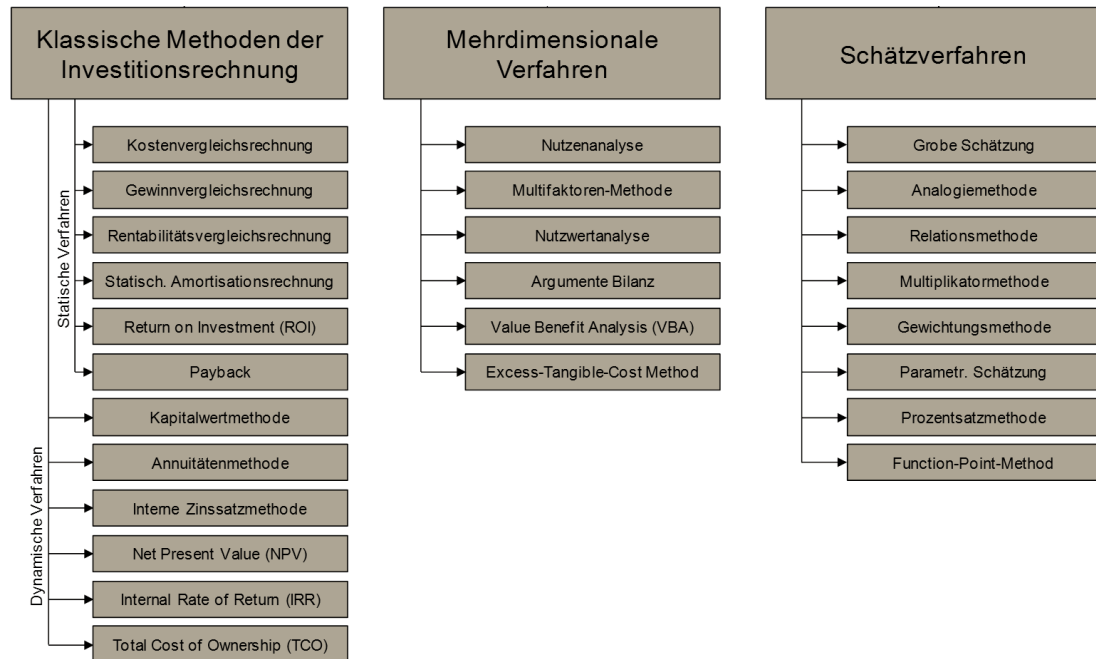 Klassische Methoden der
Investitionsrechnung
Statische Verfahren
Kostenvergleichsrechnung
Gewinnvergleichsrechnung
Rentabilitätsvergleichsrechnung
Statisch. Amortisationsrechnung
Return on Investment (ROI)
Payback
Dynamische Verfahren
Kapitalwertmethode
Annuitätenmethode
Interne Zinssatzmethode
Net Present Value (NPV)
Internal Rate of Return (IRR)
Total Cost of Ownership (TCO)
Mehrdimensionale
Verfahren
Nutzenanalyse
Multifaktoren-Methode
Nutzwertanalyse
Argumente Bilanz
Value Benefit Analysis (VBA)
Excess-Tangible-Cost Method
Schätzverfahren
Grobe Schätzung
Analogiemethode
Relationsmethode
Multiplikatormethode
Gewichtungsmethode
Parametr. Schätzung
Prozentsatzmethode
Function-Point-Method